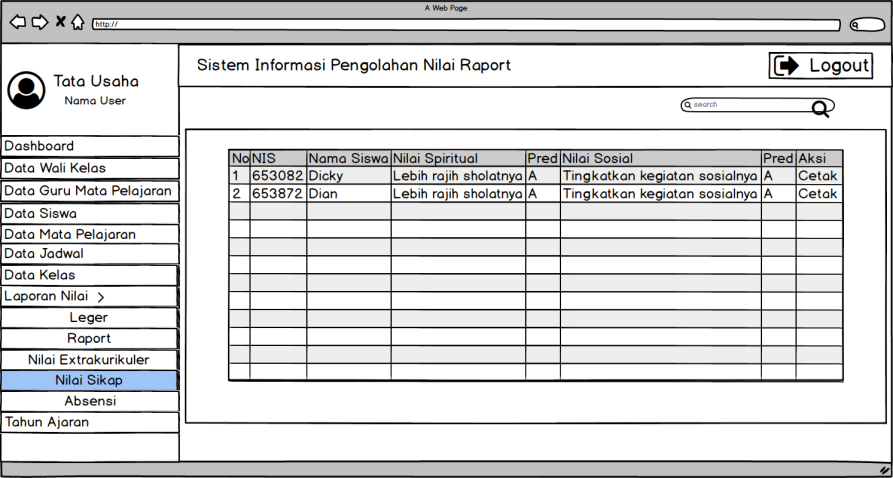 A Web Page
http://
Tata Usaha
Nama User
Sistem Informasi Pengolahan Nilai Raport
Logout
search
Dashboard
Data Wali Kelas
Data Guru Mata Pelajaran
Data Siswa
Data Mata Pelajaran
Data Jadwal
Data Kelas
Laporan Nilai >
Leger
Raport
Nilai Extrakurikuler
Nilai Sikap
Absensi
Tahun Ajaran
No NIS Nama Siswa Nilai Spiritual Pred Nilai Sosial Pred Aksi
1 653082 Dicky Lebih rajih sholatnya A Tingkatkan kegiatan sosialnya A Cetak
2 653872 Dian Lebih rajih sholatnya A Tingkatkan kegiatan sosialnya A Cetak